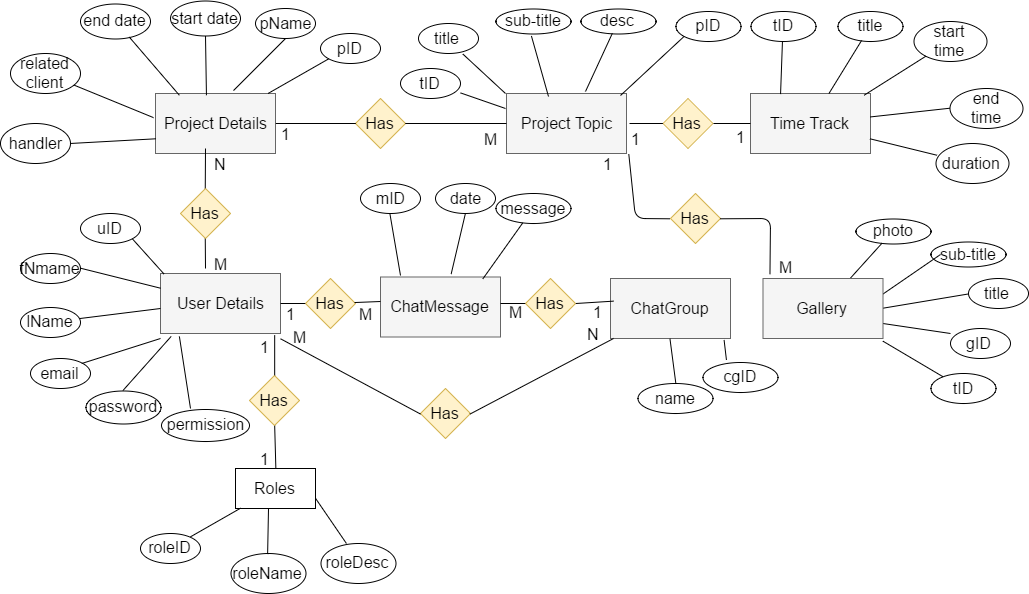 end date
start date
pName
pID
related
client
handler
Project Details
1
Has
M
title
sub-title
desc
pID
tID
Project Topic
1
1
Has
1
tID
title
start
time
end
time
duration
Time Track
N
Has
M
uID
fNmame
lName
email
password
permission
User Details
1
Has
M
mID
date
message
ChatMessage
M
Has
1
ChatGroup
name
cgID
M
Has
N
Has
M
photo
sub-title
title
gID
tID
Gallery
1
Has
1
Roles
roleID
roleName
roleDesc